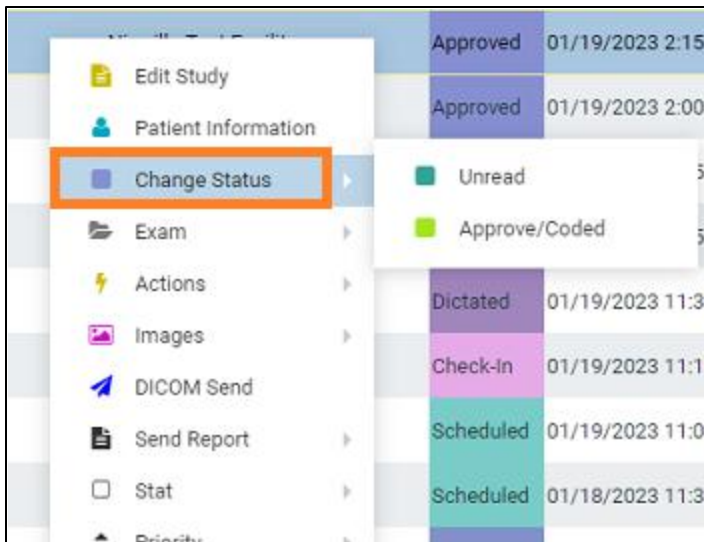 Approved 01/19/2023 2:15
Edit Study
Approved 01/19/2023 2:00
Patient Information
Change Status
Unread
Exam
Approve/Coded
Actions
Dictated 01/19/2023 11:3
Images
Check-In 01/19/2023 11:1
DICOM Send
Send Report
Scheduled 01/19/2023 11:0
Stat
Scheduled 01/18/2023 11:3
Priority